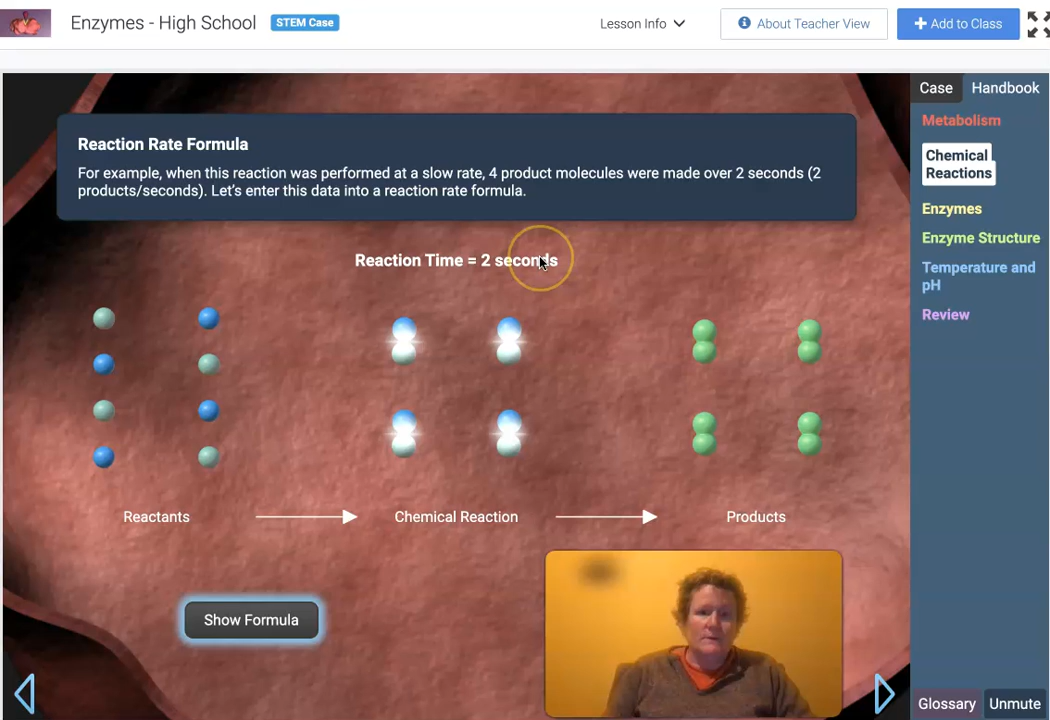 Enzymes - High School STEM Case Lesson Info About Teacher View Add to Class
Case Handbook
Metabolism
Chemical
Reactions
Enzymes
Enzyme Structure
Temperature and
pH
Review
Reaction Rate Formula
For example, when this reaction was performed at a slow rate, 4 product molecules were made over 2 seconds (2
products/seconds). Let's enter this data into a reaction rate formula.
Reaction Time = 2 seconds
Reactants Chemical Reaction Products
Show Formula
Glossary Unmute